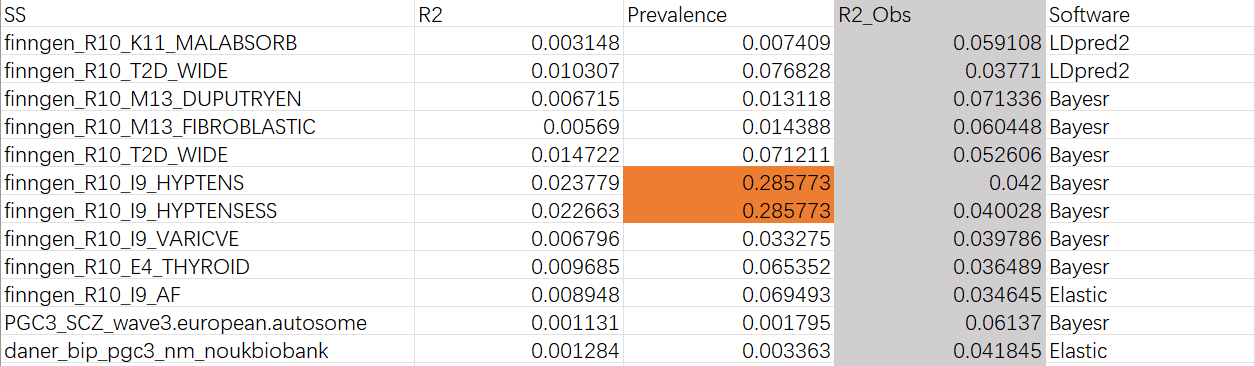 SS R2 Prevalence R2_Obs Software
finngen_R10_K11_MALABSORB 0.003148 0.007409 0.059108 LDpred2
finngen_R10_T2D_WIDE 0.010307 0.076828 0.03771 LDpred2
finngen_R10_M13_DUPUTRYEN 0.006715 0.013118 0.071336 Bayesr
finngen_R10_M13_FIBROBLASTIC 0.00569 0.014388 0.060448 Bayesr
finngen_R10_T2D_WIDE 0.014722 0.071211 0.052606 Bayesr
finngen_R10_I9_HYPTENS 0.023779 0.285773 0.042 Bayesr
finngen_R10_I9_HYPTENSESS 0.022663 0.285773 0.040028 Bayesr
finngen_R10_I9_VARICVE 0.006796 0.033275 0.039786 Bayesr
finngen_R10_E4_THYROID 0.009685 0.065352 0.036489 Bayesr
finngen_R10_I9_AF 0.008948 0.069493 0.034645 Elastic
PGC3_SCZ_wave3.european.autosome 0.001131 0.001795 0.06137 Bayesr
daner_bip_pgc3_nm_noukbiobank 0.001284 0.003363 0.041845 Elastic